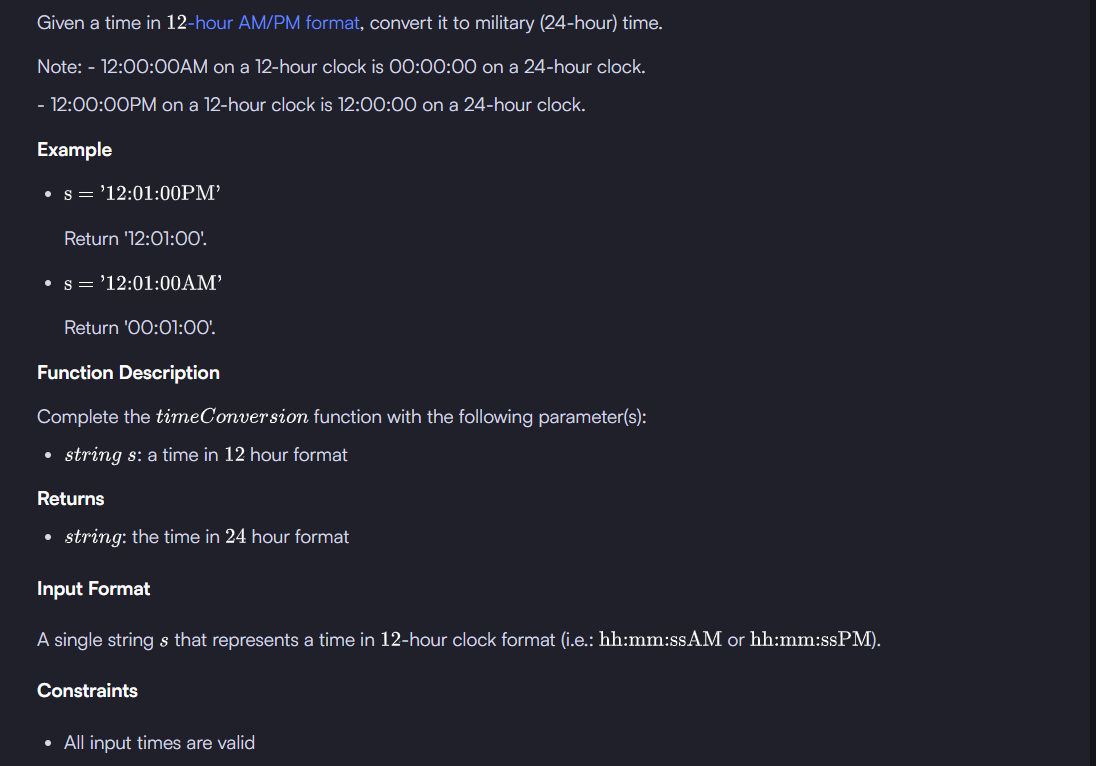 Given a time in 12-hour AM/PM format, convert it to military (24-hour) time.
Note: - 12:00:00AM on a 12-hour clock is 00:00:00 on a 24-hour clock.
- 12:00:00PM on a 12-hour clock is 12:00:00 on a 24-hour clock.
Example
• s = ’12:01:00PM’
Return '12:01:00'.
• s = ’12:01:00AM’
Return '00:01:00'.
Function Description
Complete the timeConversion function with the following parameter(s):
• string s: a time in 12 hour format
Returns
• string: the time in 24 hour format
Input Format
A single string s that represents a time in 12-hour clock format (i.e.: hh:mm:ssAM or hh:mm:ssPM).
Constraints
• All input times are valid